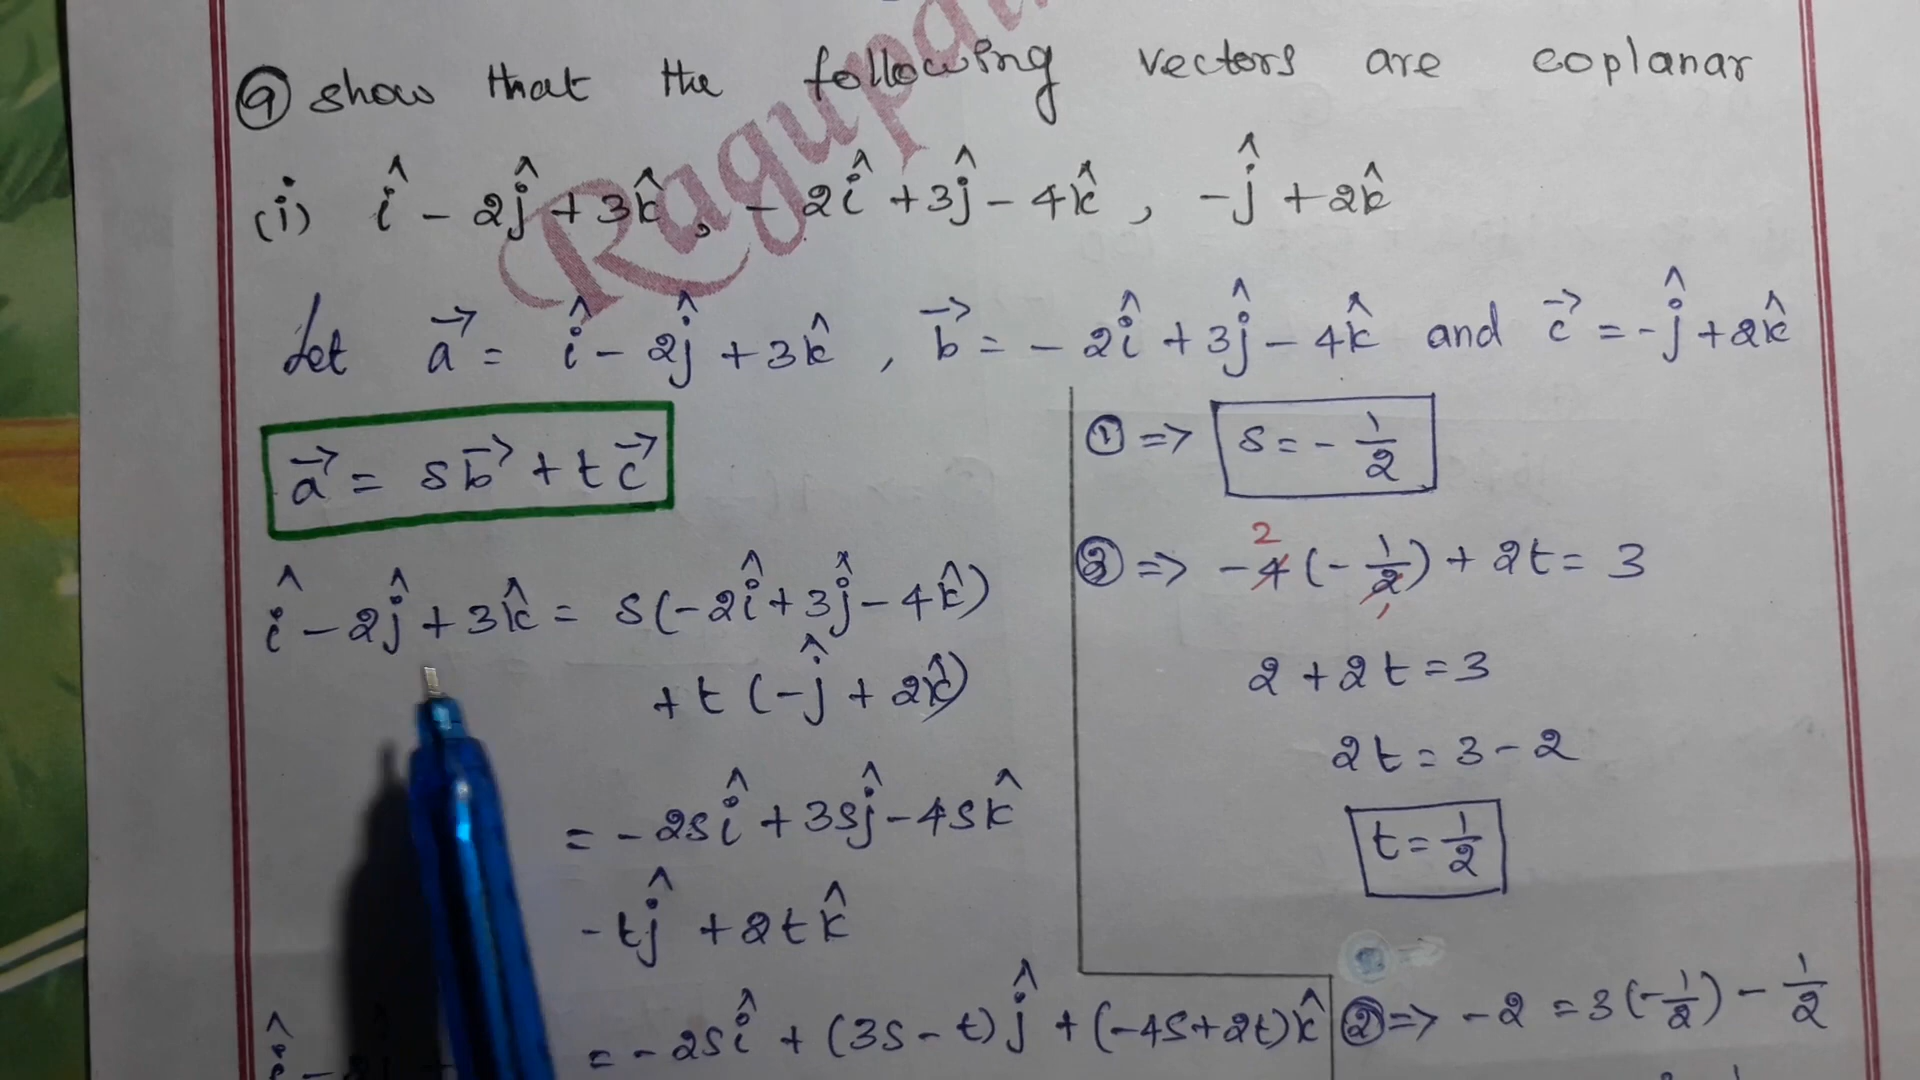 ⑨ show that the following vectors are coplanar
(i) î - 2ĵ + 3k̂, -2î + 3ĵ - 4k̂, -ĵ + 2k̂
Let a⃗ = î - 2ĵ + 3k̂, b⃗ = -2î + 3ĵ - 4k̂ and c⃗ = -ĵ + 2k̂
a⃗ = sb⃗ + tc⃗
î - 2ĵ + 3k̂ = s(-2î + 3ĵ - 4k̂)
+ t(-ĵ + 2k̂)
= -2sî + 3sĵ - 4sk̂
- tĵ + 2tk̂
= -2sî + (3s - t)ĵ + (-4s + 2t)k̂
① => s = -1/2
③ => -4(-1/2) + 2t = 3
2 + 2t = 3
2t = 3 - 2
t = 1/2
② => -2 = 3(-1/2) - 1/2